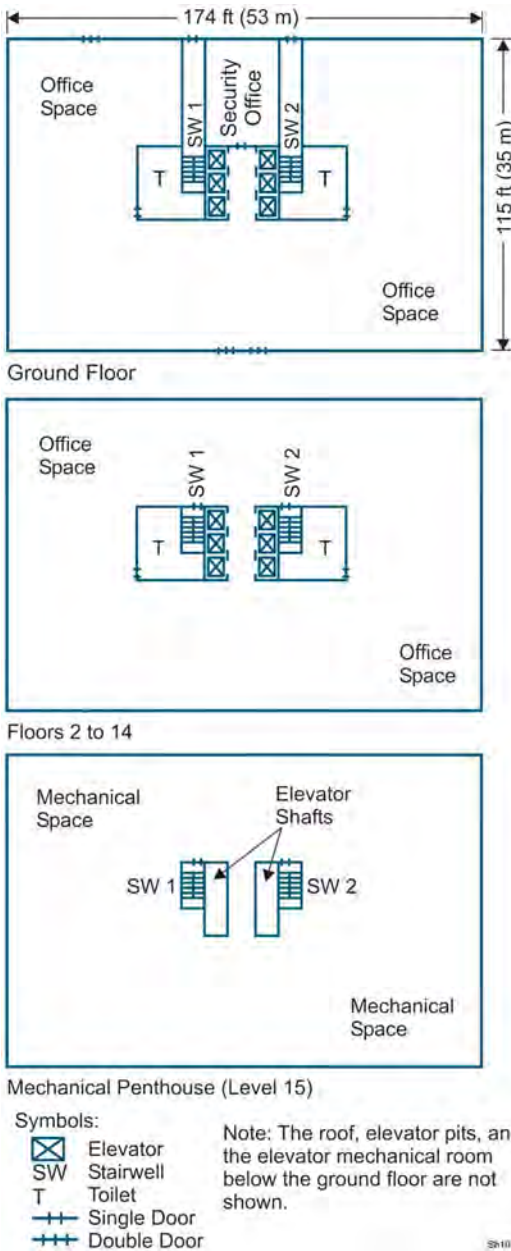 174 ft (53 m)
Office
Space
SW 1
Security
Office
SW 2
115 ft (35 m)
T
T
Office
Space
Ground Floor
Office
Space
SW 1
SW 2
T
T
Office
Space
Floors 2 to 14
Mechanical
Space
Elevator
Shafts
SW 1
SW 2
Mechanical
Space
Mechanical Penthouse (Level 15)
Symbols:
Elevator
SW Stairwell
T Toilet
Single Door
Double Door
Note: The roof, elevator pits, an
the elevator mechanical room
below the ground floor are not
shown.